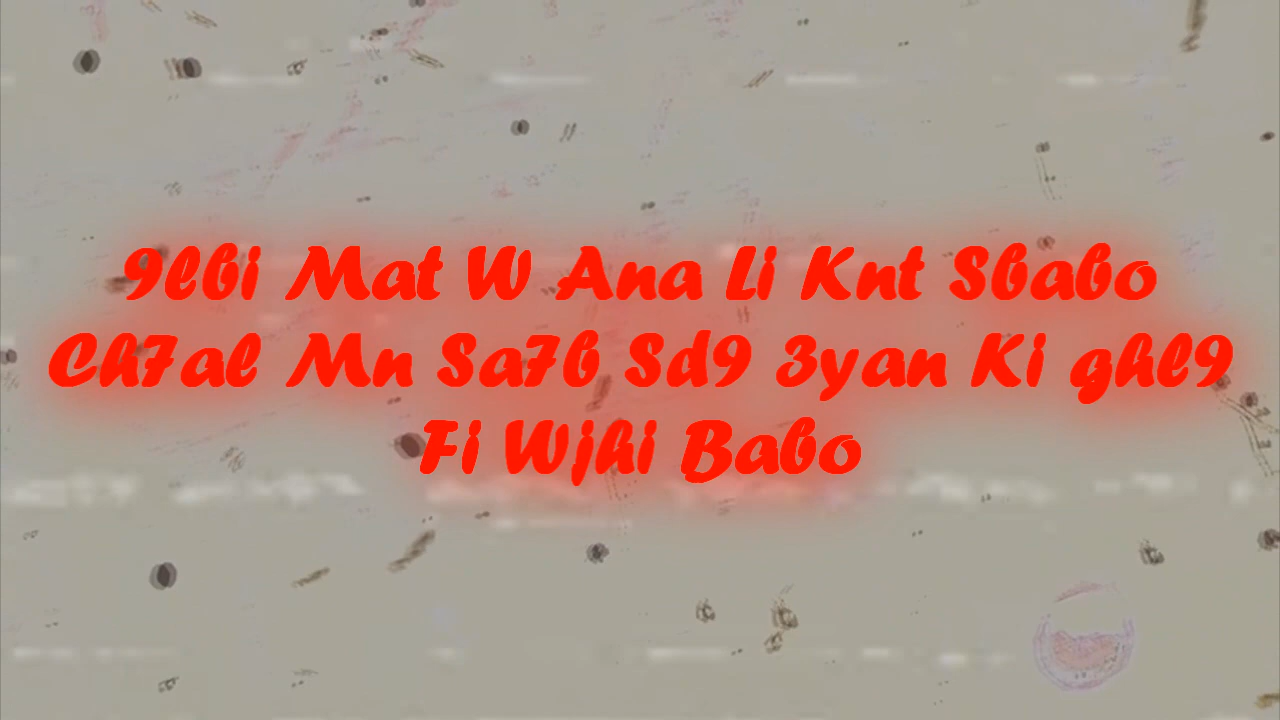 9lbi Mat W Ana Li Knt Sbabo
Ch7al Mn Sa7b Sd9 3yan Ki ghl9
Fi Wjhi Babo